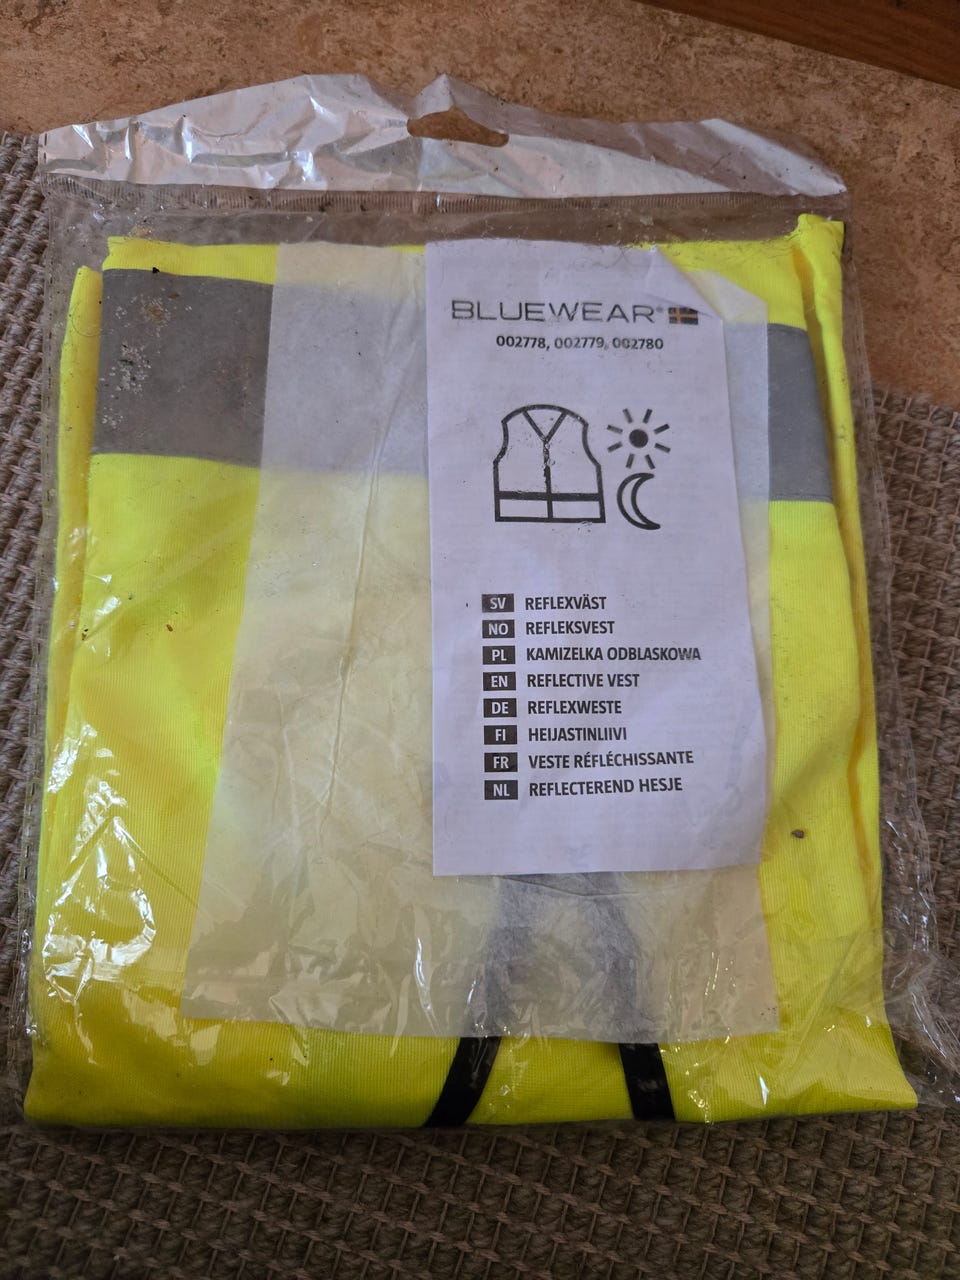 BLUEWEAR®
002778, 002779, 002780
SV REFLEXVÄST
NO REFLEKSVEST
PL KAMIZELKA ODBLASKOWA
EN REFLECTIVE VEST
DE REFLEXWESTE
FI HEIJASTINLIIVI
FR VESTE RÉFLÉCHISSANTE
NL REFLECTEREND HESJE